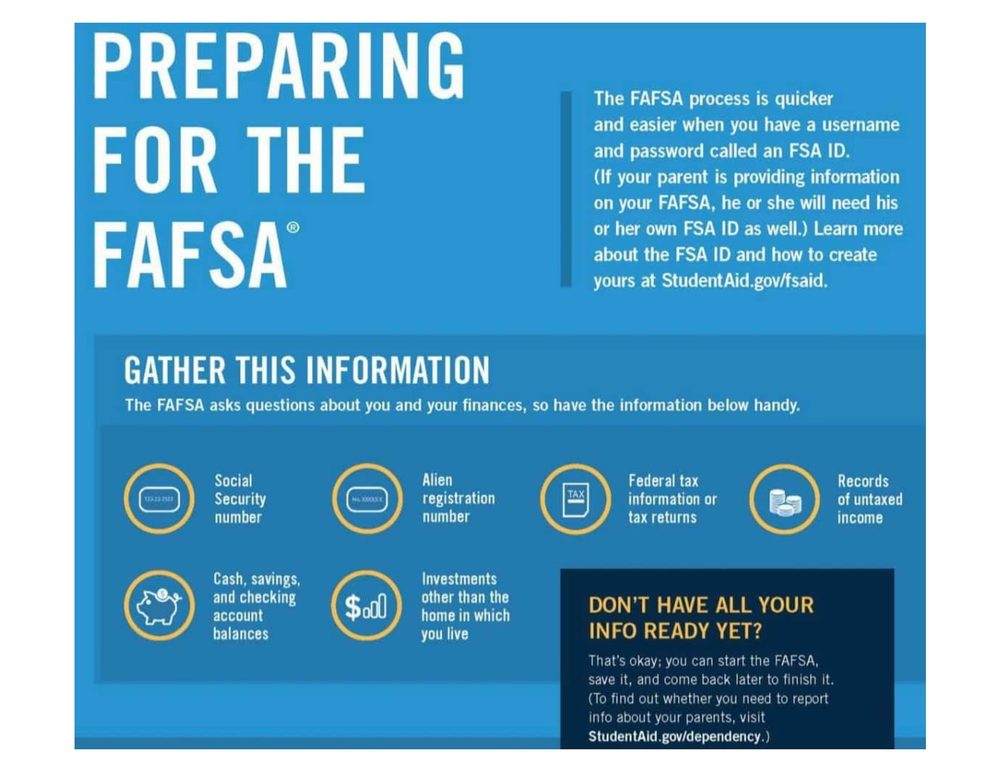 PREPARING
FOR THE
FAFSA®
The FAFSA process is quicker
and easier when you have a username
and password called an FSA ID.
(If your parent is providing information
on your FAFSA, he or she will need his
or her own FSA ID as well.) Learn more
about the FSA ID and how to create
yours at StudentAid.gov/fsaid.
GATHER THIS INFORMATION
The FAFSA asks questions about you and your finances, so have the information below handy.
Social
Security
number
Alien
registration
number
TAX
Federal tax
information or
tax returns
Records
of untaxed
income
$
Cash, savings,
and checking
account
balances
$
Investments
other than the
home in which
you live
DON'T HAVE ALL YOUR
INFO READY YET?
That's okay; you can start the FAFSA,
save it, and come back later to finish it.
(To find out whether you need to report
info about your parents, visit
StudentAid.gov/dependency.)